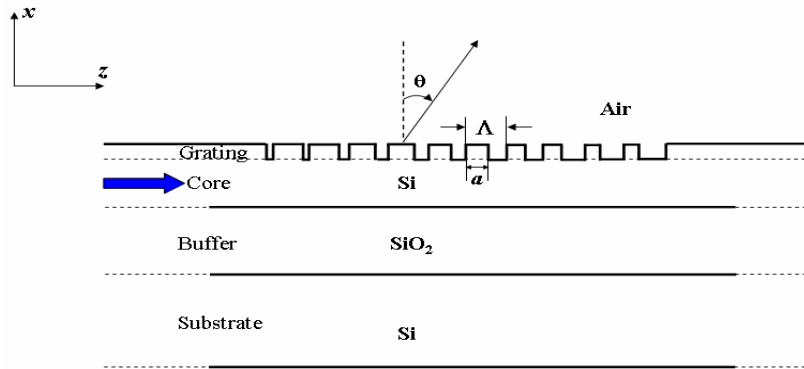 x
z
θ
Air
Λ
Grating
a
Core
Si
Buffer
SiO2
Substrate
Si